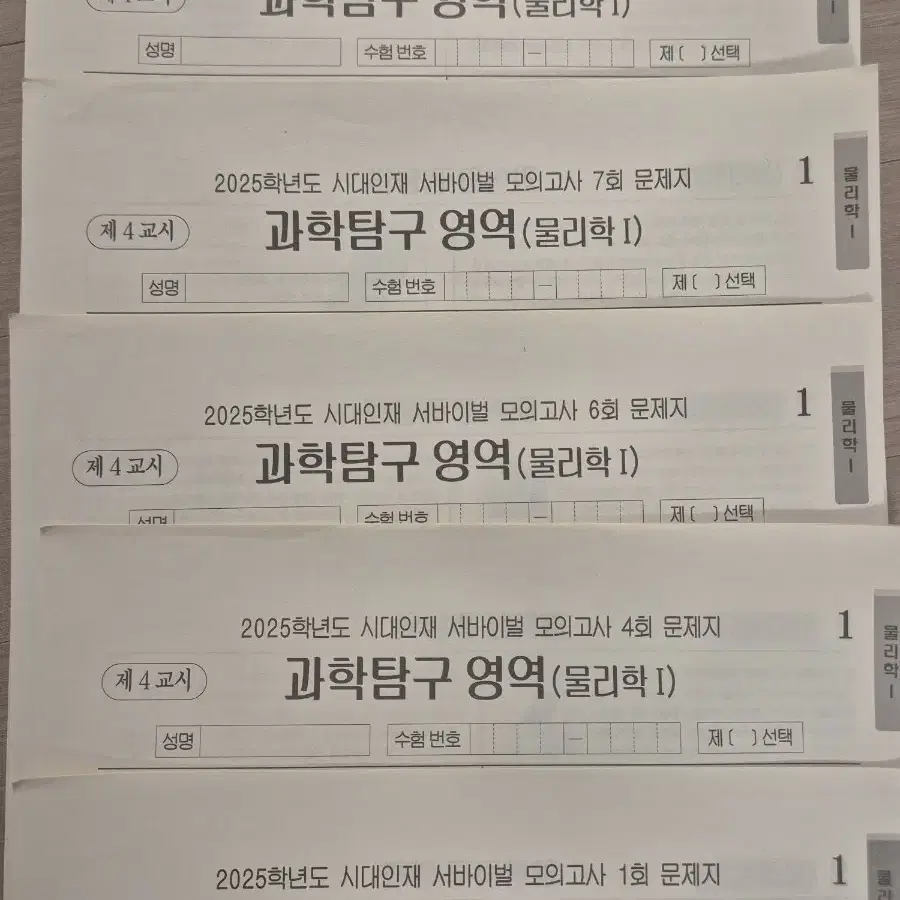 과학탐구 영역(물리학 I)
성명 수험 번호 – 제( )선택
2025학년도 시대인재 서바이벌 모의고사 7회 문제지 1
물리학 I
제 4 교시 과학탐구 영역(물리학 I)
성명 수험 번호 – 제( )선택
2025학년도 시대인재 서바이벌 모의고사 6회 문제지 1
물리학 I
제 4 교시 과학탐구 영역(물리학 I)
성명 수험 번호 – 제( )선택
2025학년도 시대인재 서바이벌 모의고사 4회 문제지 1
물리학 I
제 4 교시 과학탐구 영역(물리학 I)
성명 수험 번호 – 제( )선택
2025학년도 시대인재 서바이벌 모의고사 1회 문제지 1
물리